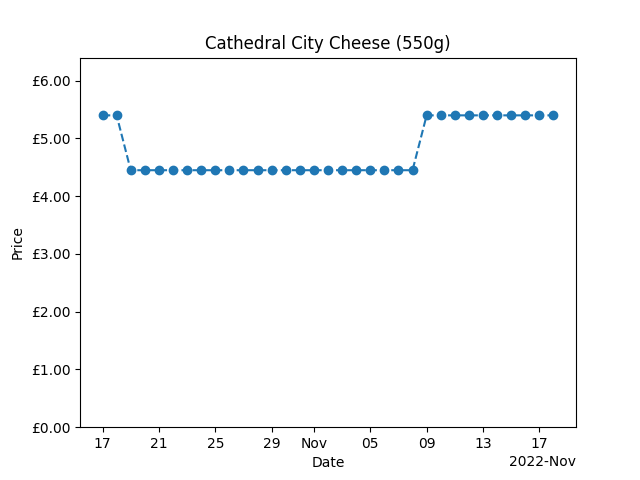 Cathedral City Cheese (550g)
£6.00
£5.00
£4.00
£3.00
£2.00
£1.00
£0.00
Price
17 21 25 29 Nov 05 09 13 17
Date
2022-Nov